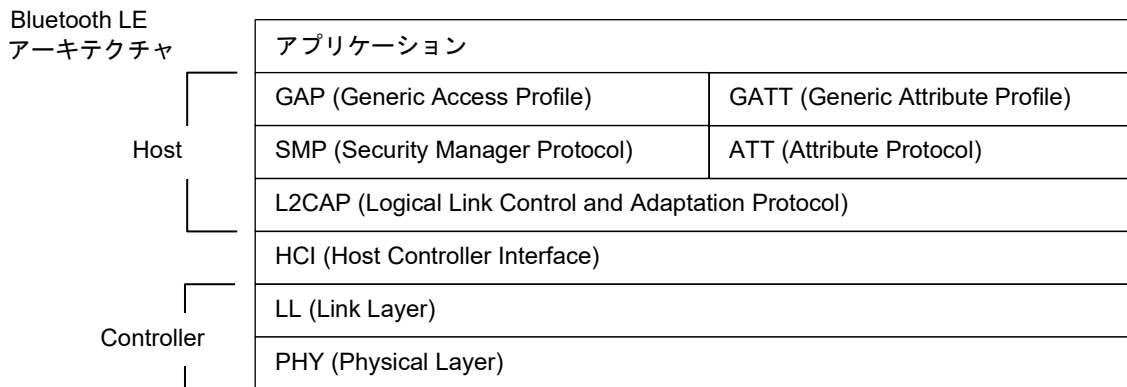 Bluetooth LE
アーキテクチャ
アプリケーション
GAP (Generic Access Profile)
GATT (Generic Attribute Profile)
Host
SMP (Security Manager Protocol)
ATT (Attribute Protocol)
L2CAP (Logical Link Control and Adaptation Protocol)
HCI (Host Controller Interface)
LL (Link Layer)
Controller
PHY (Physical Layer)